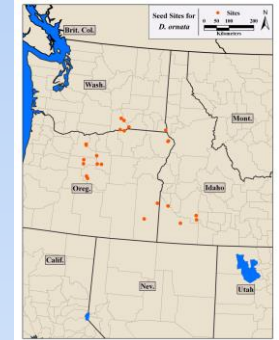 Seed Sites for
D. ornata
Sites
N
0 50 100 200
Kilometers
Brit. Col.
Wash.
Mont.
Oreg.
Idaho
Calif.
Nev.
Utah